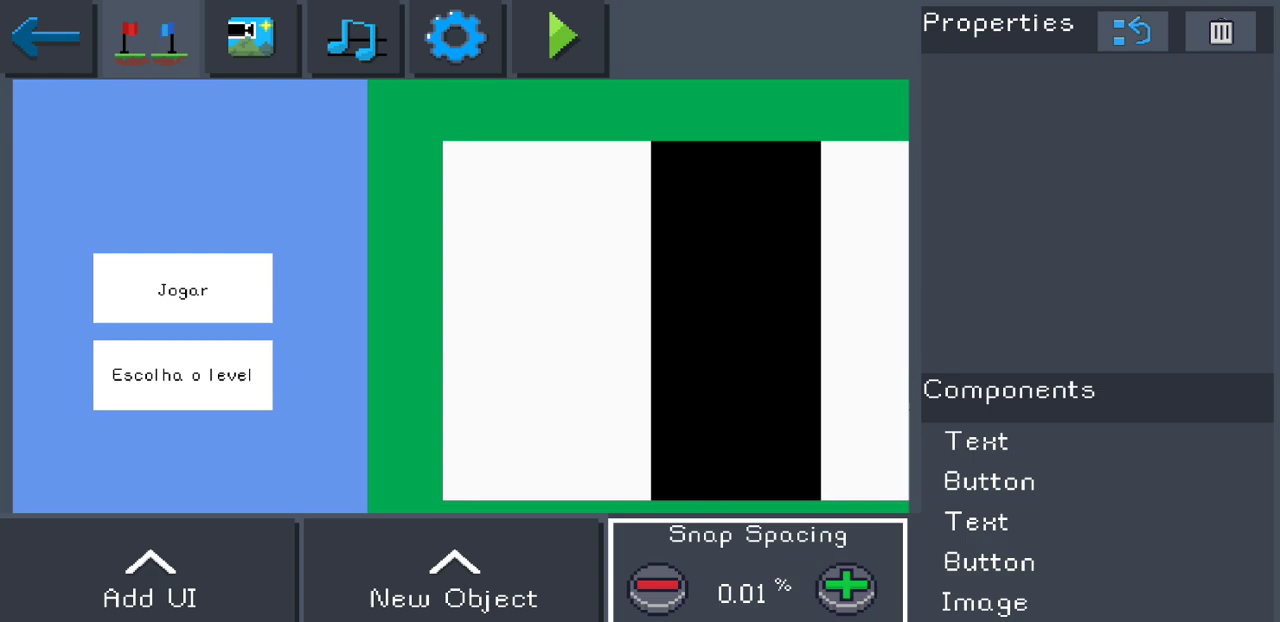 Properties
Jogar
Escolha o level
Components
Text
Button
Text
Button
Image
Add UI
New Object
Snap Spacing
0.01 %